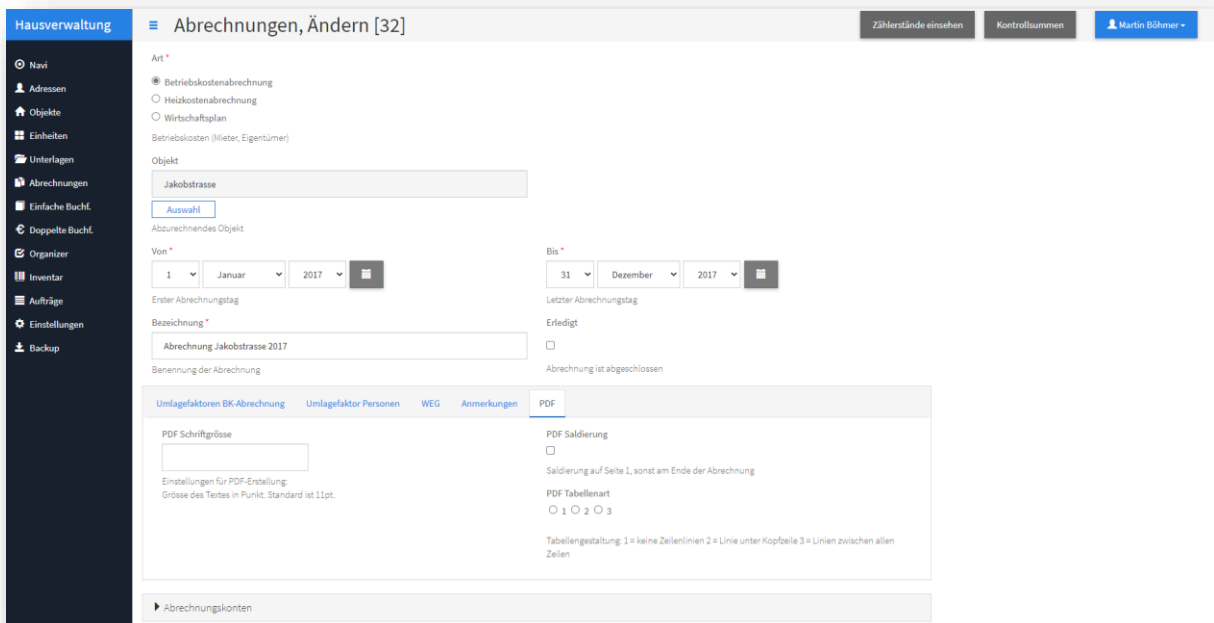 Hausverwaltung
Abrechnungen, Ändern [32]
Zählerstände einsehen
Kontrollsummen
Martin Böhmer
Navi
Adressen
Objekte
Einheiten
Unterlagen
Abrechnungen
Einfache Buchf.
Doppelte Buchf.
Organizer
Inventar
Aufträge
Einstellungen
Backup
Art *
Betriebskostenabrechnung
Heizkostenabrechnung
Wirtschaftsplan
Betriebskosten (Mieter, Eigentümer)
Objekt
Jakobstrasse
Auswahl
Abzurechnendes Objekt
Von *
1 Januar 2017
Erster Abrechnungstag
Bis *
31 Dezember 2017
Letzter Abrechnungstag
Bezeichnung *
Abrechnung Jakobstrasse 2017
Benennung der Abrechnung
Erledigt
Abrechnung ist abgeschlossen
Umlagefaktoren BK-Abrechnung Umlagefaktor Personen WEG Anmerkungen PDF
PDF Schriftgrösse
Einstellungen für PDF-Erstellung:
Grösse des Textes in Punkt. Standard ist 11pt.
PDF Saldierung
Saldierung auf Seite 1, sonst am Ende der Abrechnung
PDF Tabellenart
1 2 3
Tabellengestaltung: 1 = keine Zeilenlinien 2 = Linie unter Kopfzeile 3 = Linien zwischen allen
Zeilen
Abrechnungskonten